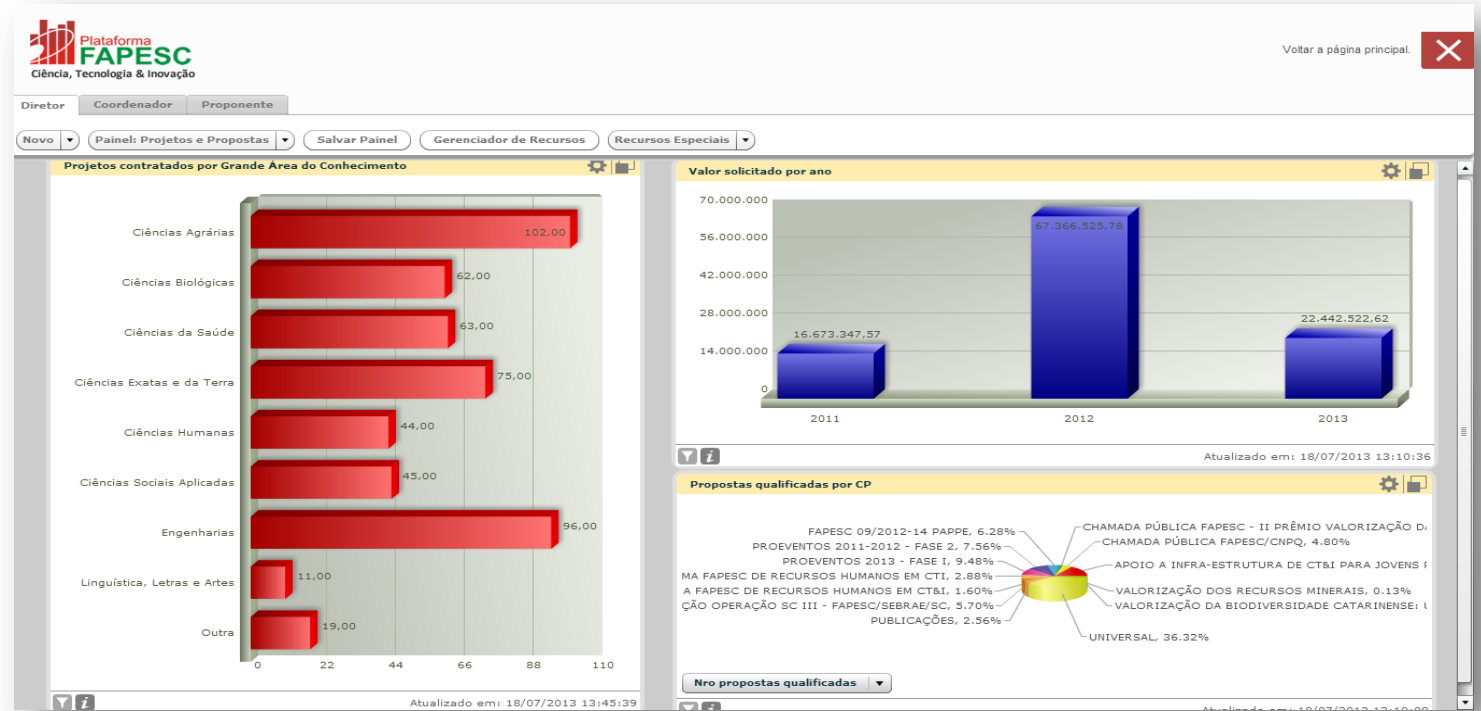 Plataforma
FAPESC
Ciência, Tecnologia & Inovação
Voltar a página principal.
Diretor Coordenador Proponente
Novo Painel: Projetos e Propostas Salvar Painel Gerenciador de Recursos Recursos Especiais
Projetos contratados por Grande Área do Conhecimento
Ciências Agrárias 102,00
Ciências Biológicas 62,00
Ciências da Saúde 63,00
Ciências Exatas e da Terra 75,00
Ciências Humanas 44,00
Ciências Sociais Aplicadas 45,00
Engenharias 96,00
Linguística, Letras e Artes 11,00
Outra 19,00
0 22 44 66 88 110
Atualizado em: 18/07/2013 13:45:39
Valor solicitado por ano
70.000.000
56.000.000
42.000.000
28.000.000
14.000.000
0
16.673.347,57
67.366.525,78
22.442.522,62
2011 2012 2013
Atualizado em: 18/07/2013 13:10:36
Propostas qualificadas por CP
FAPESC 09/2012-14 PAPPE, 6.28%
PROEVENTOS 2011-2012 - FASE 2, 7.56%
PROEVENTOS 2013 - FASE I, 9.48%
MA FAPESC DE RECURSOS HUMANOS EM CTI, 2.88%
A FAPESC DE RECURSOS HUMANOS EM CT&I, 1.60%
ÇÃO OPERAÇÃO SC III - FAPESC/SEBRAE/SC, 5.70%
PUBLICAÇÕES, 2.56%
CHAMADA PÚBLICA FAPESC - II PRÊMIO VALORIZAÇÃO
CHAMADA PÚBLICA FAPESC/CNPQ, 4.80%
APOIO A INFRA-ESTRUTURA DE CT&I PARA JOVENS
VALORIZAÇÃO DOS RECURSOS MINERAIS, 0.13%
VALORIZAÇÃO DA BIODIVERSIDADE CATARINENSE:
UNIVERSAL, 36.32%
Nro propostas qualificadas